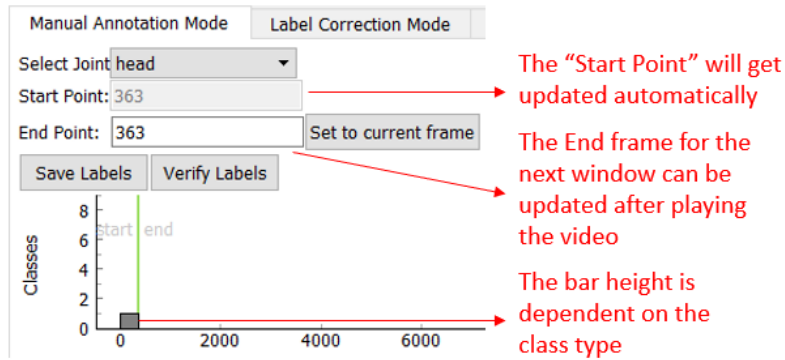 Manual Annotation Mode
Label Correction Mode
Select Joint head
Start Point: 363
End Point: 363 Set to current frame
Save Labels Verify Labels
The “Start Point” will get
updated automatically
The End frame for the
next window can be
updated after playing
the video
The bar height is
dependent on the
class type
Classes
8
6
4
2
0
start end
0 2000 4000 6000